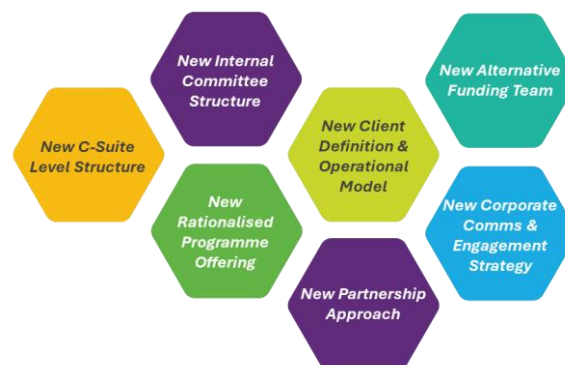 New C-Suite
Level Structure
New Internal
Committee
Structure
New
Rationalised
Programme
Offering
New Client
Definition &
Operational
Model
New Partnership
Approach
New Alternative
Funding Team
New Corporate
Comms &
Engagement
Strategy